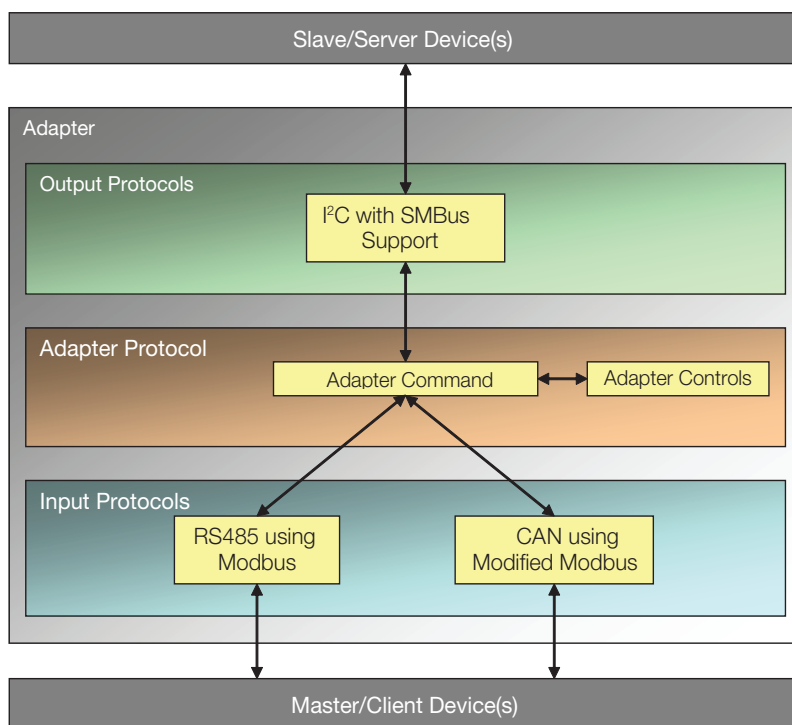 Slave/Server Device(s)
Adapter
Output Protocols
I²C with SMBus
Support
Adapter Protocol
Adapter Command
Adapter Controls
Input Protocols
RS485 using
Modbus
CAN using
Modified Modbus
Master/Client Device(s)